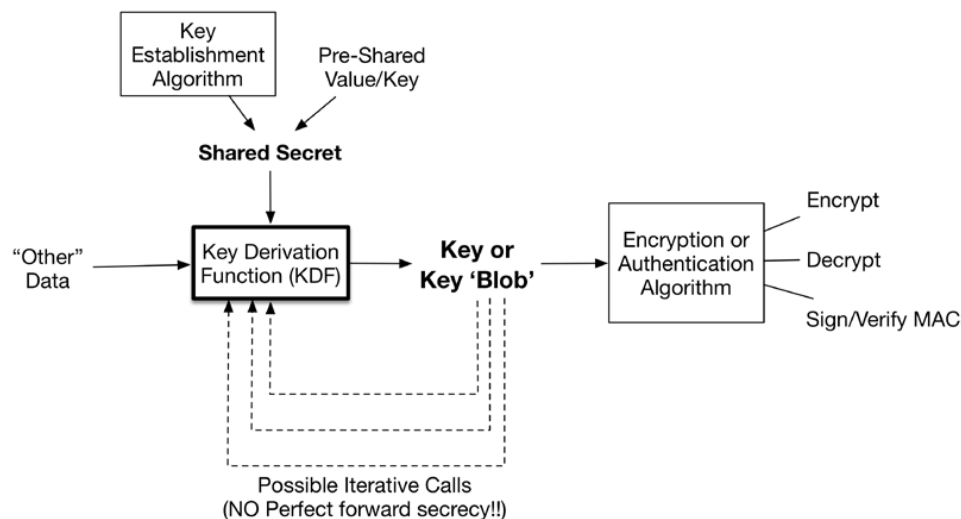 Key
Establishment
Algorithm
Pre-Shared
Value/Key
Shared Secret
“Other”
Data
Key Derivation
Function (KDF)
Key or
Key ‘Blob’
Encryption or
Authentication
Algorithm
Encrypt
Decrypt
Sign/Verify MAC
Possible Iterative Calls
(NO Perfect forward secrecy!!)